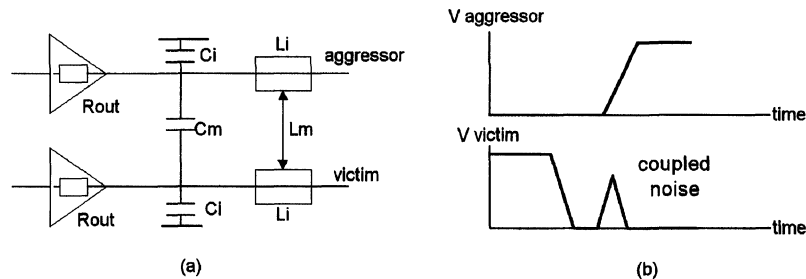 Rout
Ci
Li
aggressor
Cm
Lm
Rout
Ci
Li
victim
(a)
V aggressor
time
V victim
coupled
noise
time
(b)